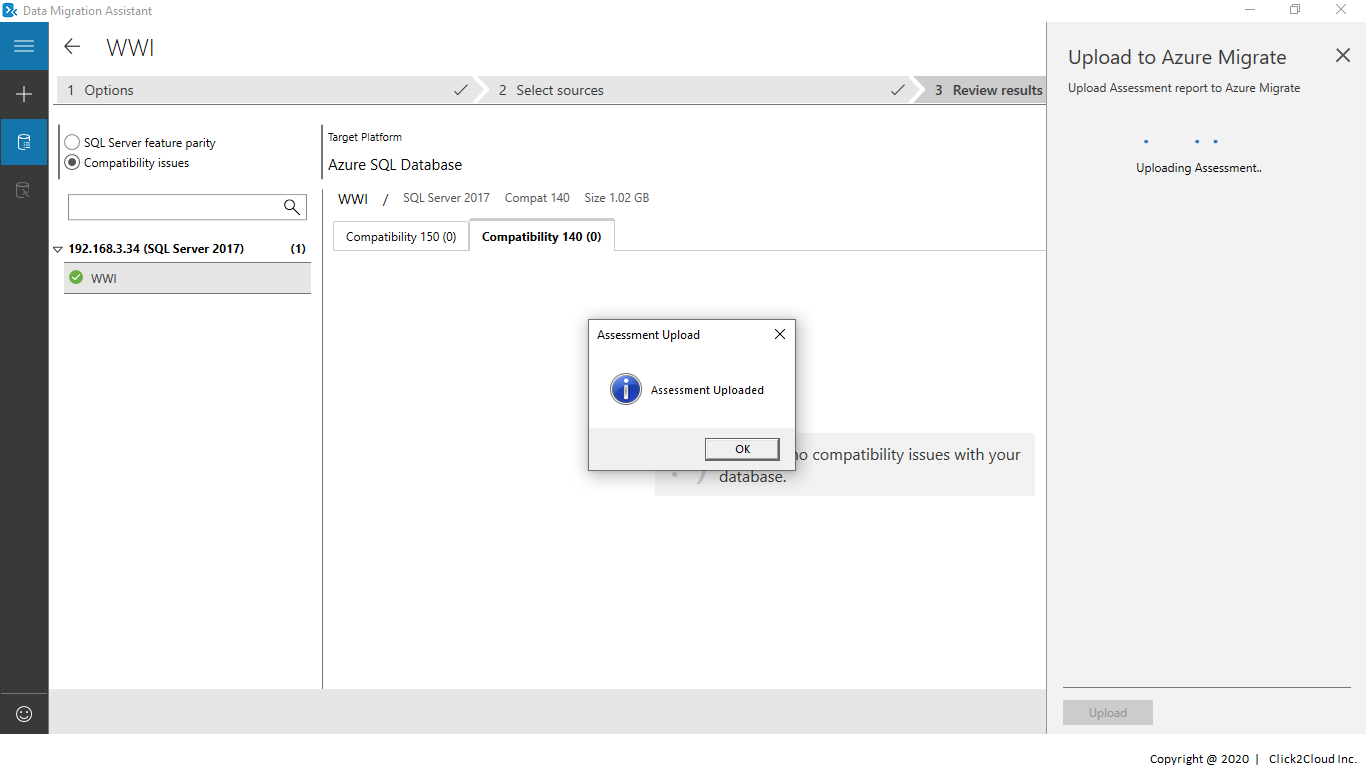 Data Migration Assistant
WWI
1 Options
2 Select sources
3 Review results
SQL Server feature parity
Compatibility issues
192.168.3.34 (SQL Server 2017) (1)
WWI
Target Platform
Azure SQL Database
WWI / SQL Server 2017 Compat 140 Size 1.02 GB
Compatibility 150 (0)
Compatibility 140 (0)
Assessment Upload
Assessment Uploaded
OK
no compatibility issues with your
database.
Upload to Azure Migrate
Upload Assessment report to Azure Migrate
Uploading Assessment..
Upload
Copyright @ 2020 | Click2Cloud Inc.